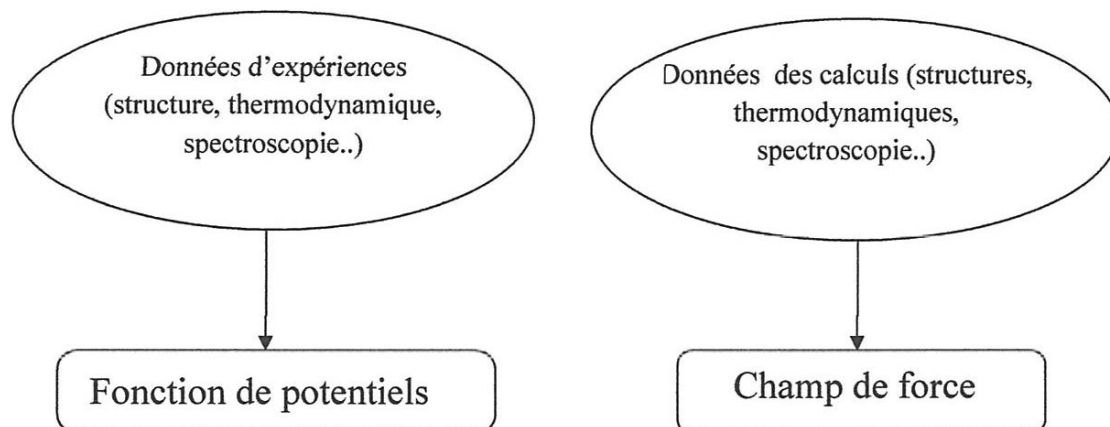 Données d'expériences
(structure, thermodynamique,
spectroscopie..)
Données des calculs (structures,
thermodynamiques,
spectroscopie..)
Fonction de potentiels
Champ de force